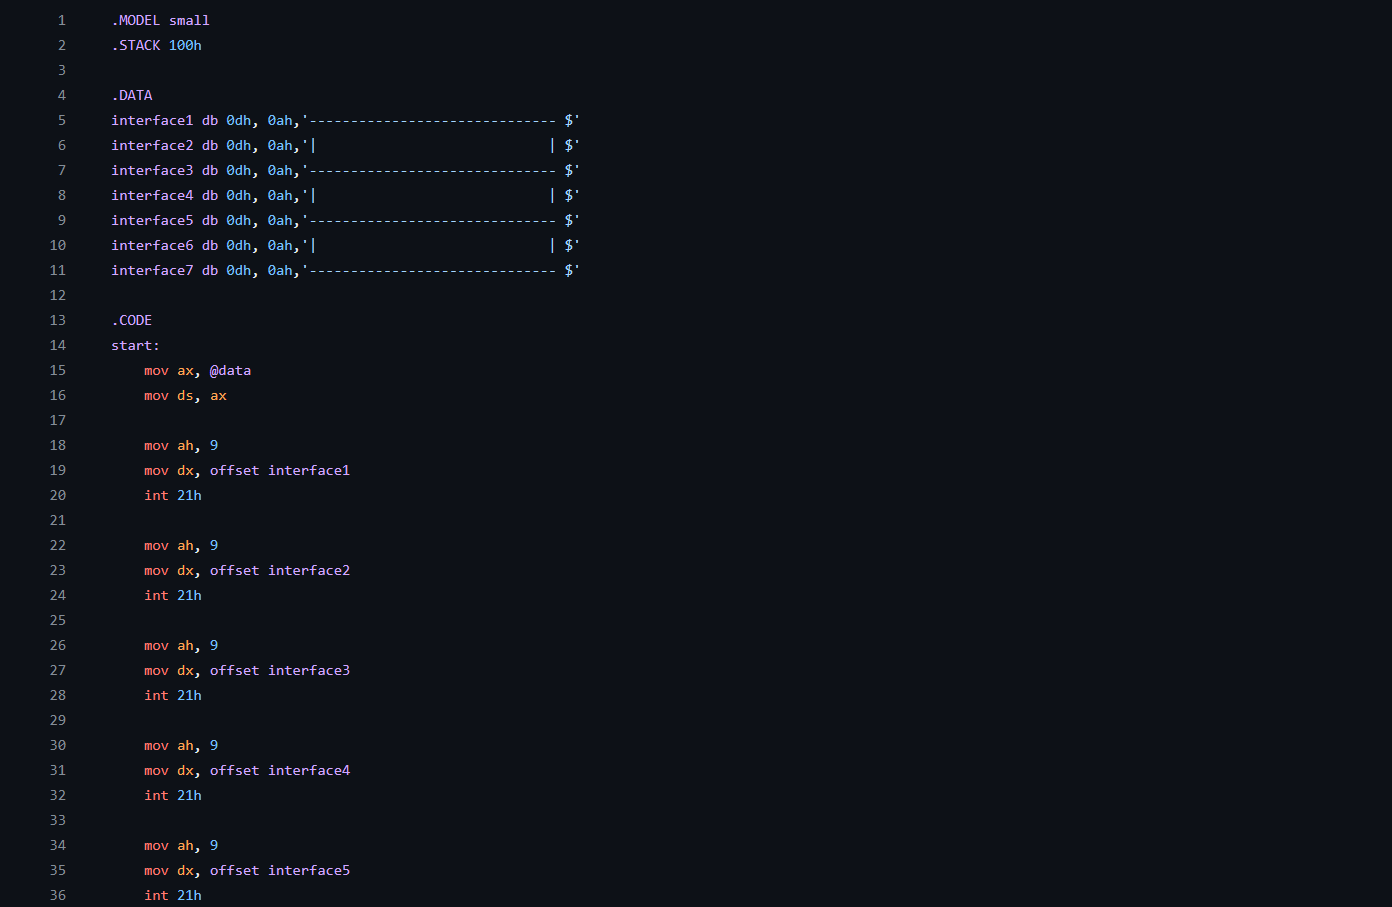 1 .MODEL small
2 .STACK 100h
3
4 .DATA
5 interface1 db 0dh, 0ah,'------------------------------ $'
6 interface2 db 0dh, 0ah,'|                            | $'
7 interface3 db 0dh, 0ah,'------------------------------ $'
8 interface4 db 0dh, 0ah,'|                            | $'
9 interface5 db 0dh, 0ah,'------------------------------ $'
10 interface6 db 0dh, 0ah,'|                            | $'
11 interface7 db 0dh, 0ah,'------------------------------ $'
12
13 .CODE
14 start:
15     mov ax, @data
16     mov ds, ax
17
18     mov ah, 9
19     mov dx, offset interface1
20     int 21h
21
22     mov ah, 9
23     mov dx, offset interface2
24     int 21h
25
26     mov ah, 9
27     mov dx, offset interface3
28     int 21h
29
30     mov ah, 9
31     mov dx, offset interface4
32     int 21h
33
34     mov ah, 9
35     mov dx, offset interface5
36     int 21h